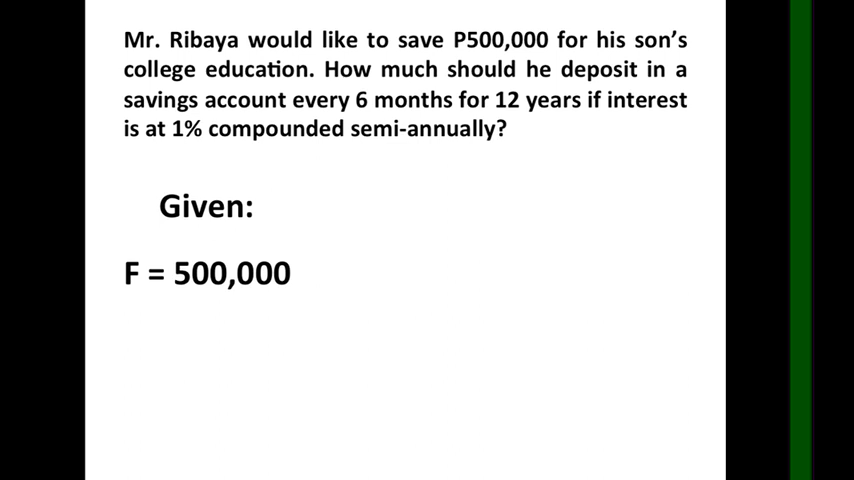 Mr. Ribaya would like to save P500,000 for his son’s
college education. How much should he deposit in a
savings account every 6 months for 12 years if interest
is at 1% compounded semi-annually?
Given:
F = 500,000